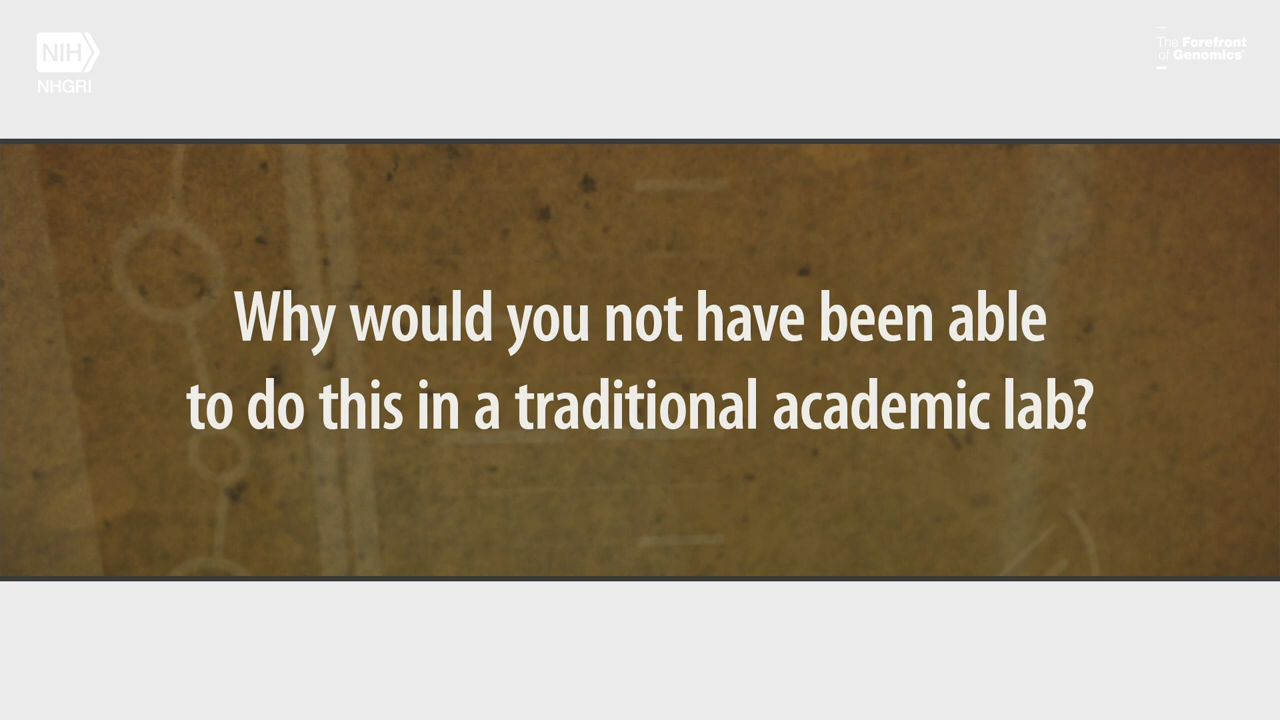 NIH
NHGRI
The Forefront
of Genomics®
Why would you not have been able
to do this in a traditional academic lab?